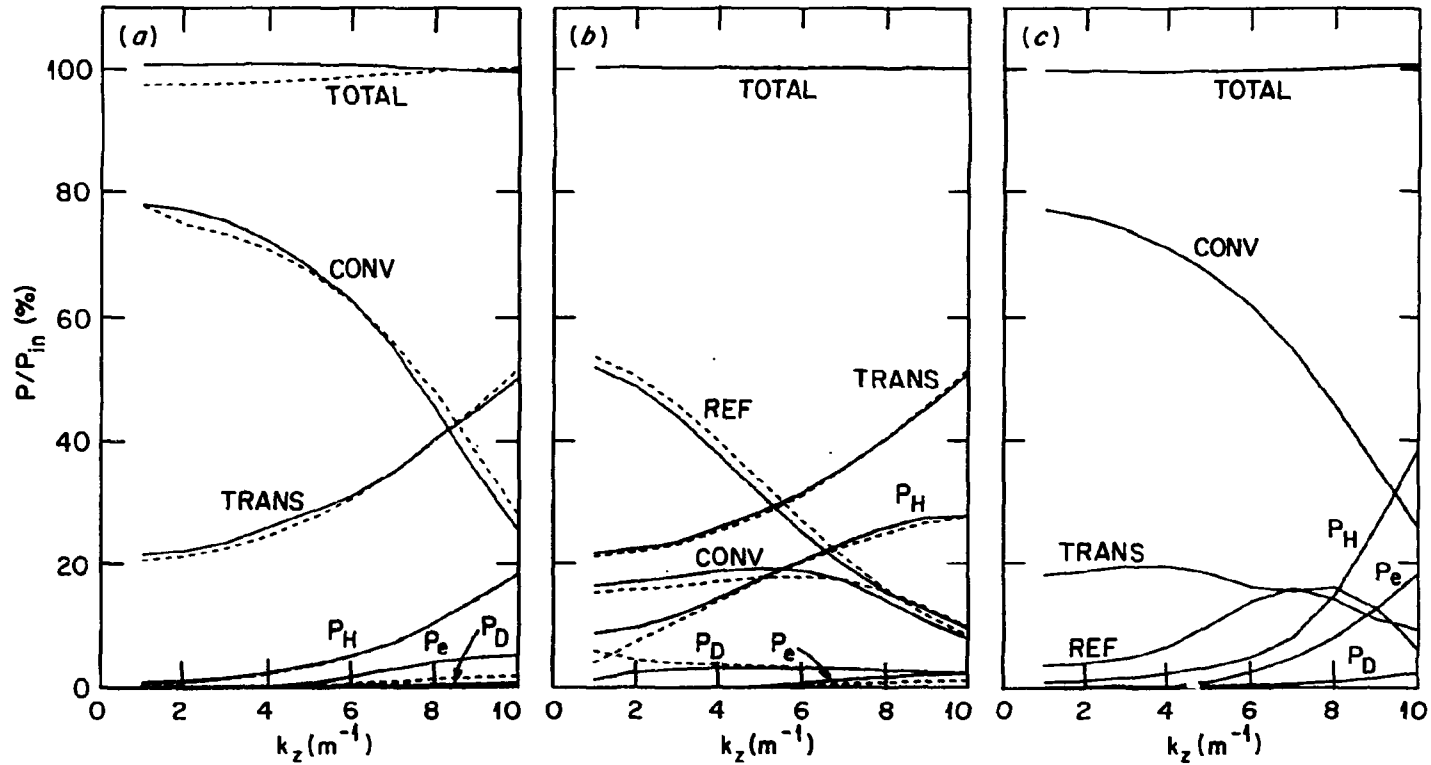 (a)
(b)
(c)
100
80
60
40
20
0
P/P_in (%)
TOTAL
CONV
TRANS
P_H
P_e
P_D
0 2 4 6 8 10
k_z (m⁻¹)
TOTAL
TRANS
REF
P_H
CONV
P_D
P_e
0 2 4 6 8 10
k_z (m⁻¹)
TOTAL
CONV
P_H
TRANS
P_e
REF
P_D
0 2 4 6 8 10
k_z (m⁻¹)